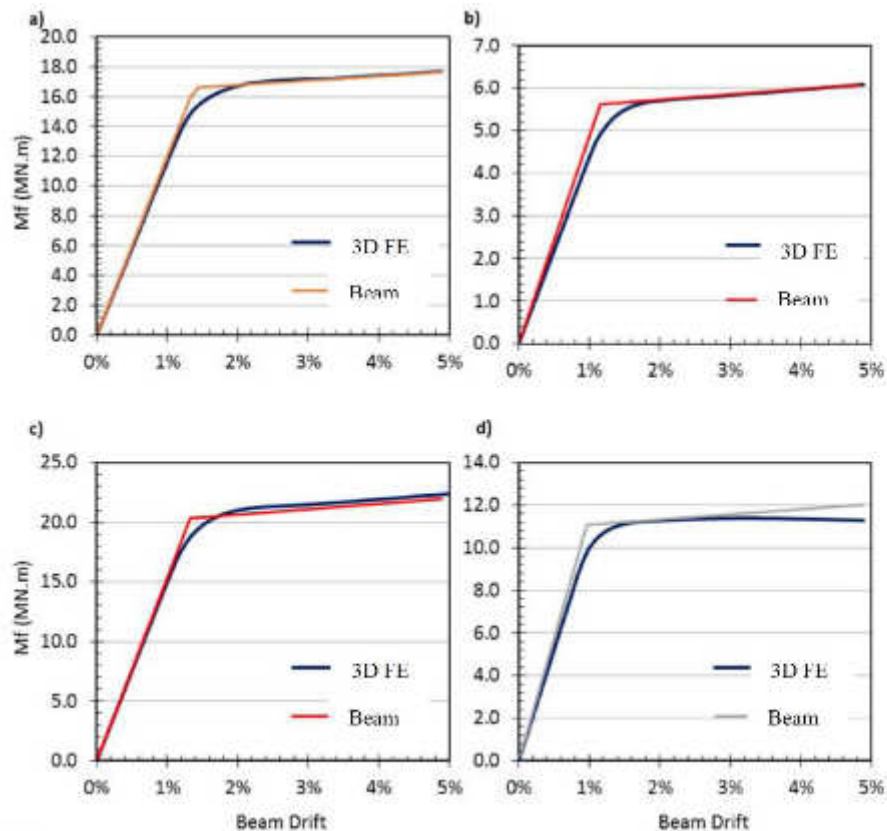 a)
20.0
18.0
16.0
14.0
12.0
10.0
8.0
6.0
4.0
2.0
0.0
Mf (MN.m)
3D FE
Beam
0% 1% 2% 3% 4% 5%
b)
7.0
6.0
5.0
4.0
3.0
2.0
1.0
0.0
3D FE
Beam
0% 1% 2% 3% 4% 5%
c)
25.0
20.0
15.0
10.0
5.0
0.0
Mf (MN.m)
3D FE
Beam
0% 1% 2% 3% 4% 5%
Beam Drift
d)
14.0
12.0
10.0
8.0
6.0
4.0
2.0
0.0
3D FE
Beam
0% 1% 2% 3% 4% 5%
Beam Drift